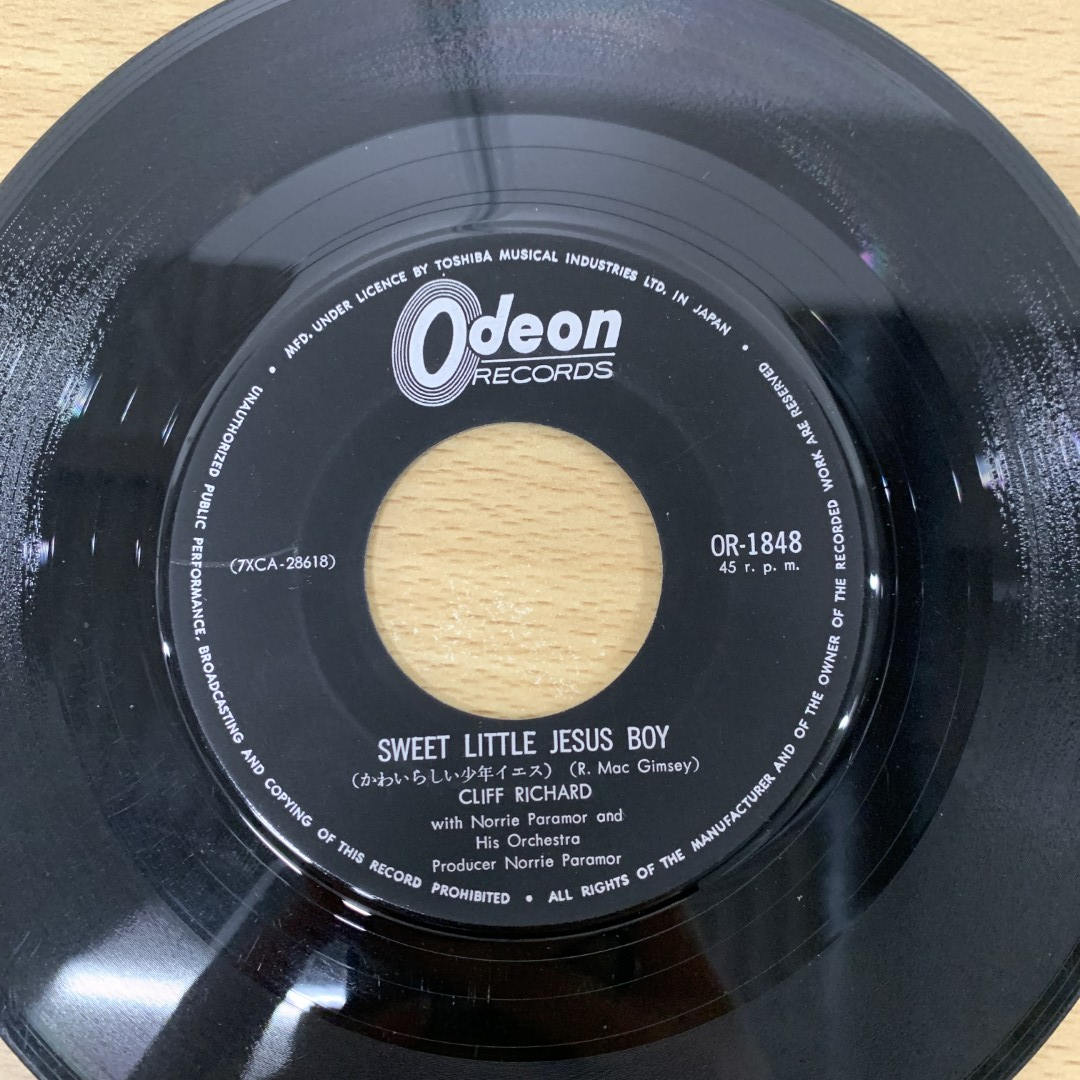 MFD. UNDER LICENCE BY TOSHIBA MUSICAL INDUSTRIES LTD. IN JAPAN •
Odeon
RECORDS
(7XCA-28618)
OR-1848
45 r. p. m.
SWEET LITTLE JESUS BOY
(かわいらしい少年イエス) (R. Mac Gimsey)
CLIFF RICHARD
with Norrie Paramor and
His Orchestra
Producer Norrie Paramor
UNAUTHORIZED PUBLIC PERFORMANCE, BROADCASTING AND COPYING OF THIS RECORD PROHIBITED • ALL RIGHTS OF THE MANUFACTURER AND OF THE OWNER OF THE RECORDED WORK ARE RESERVED •